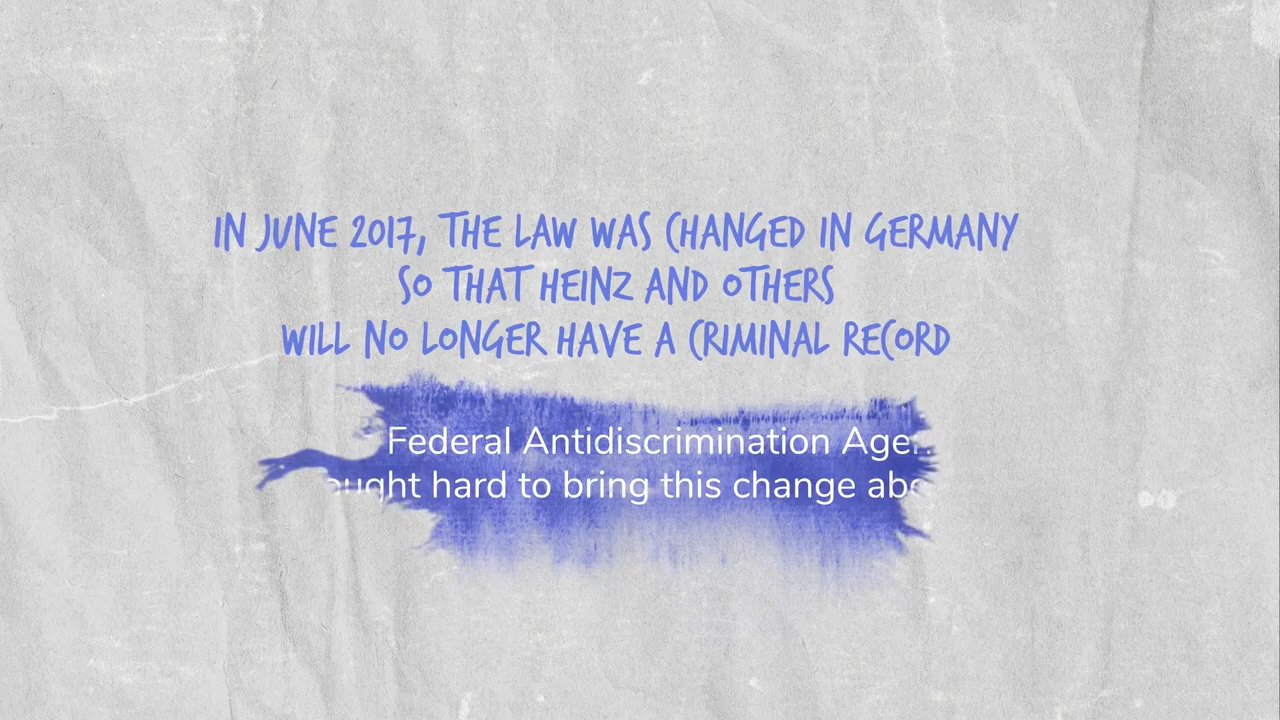 IN JUNE 2017, THE LAW WAS CHANGED IN GERMANY
SO THAT HEINZ AND OTHERS
WILL NO LONGER HAVE A CRIMINAL RECORD
Federal Antidiscrimination
hard to bring this change